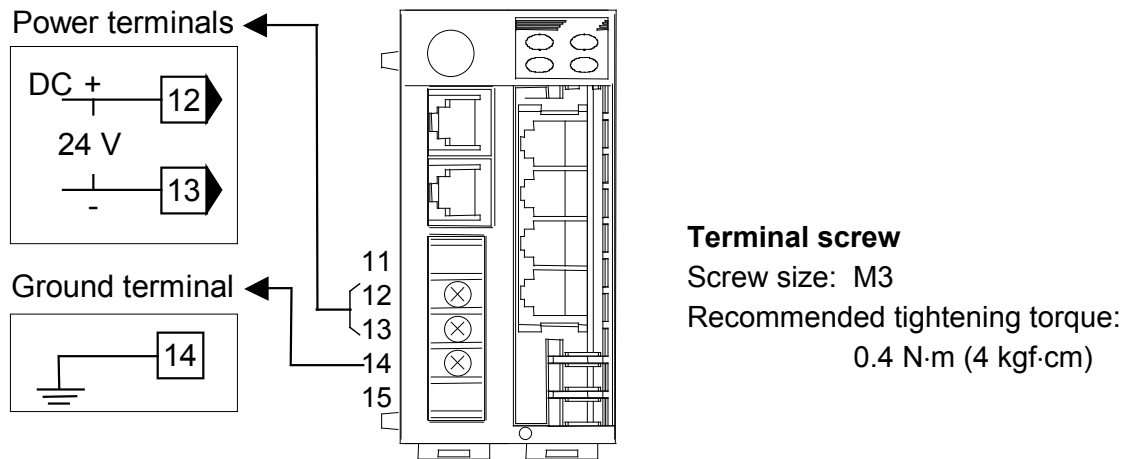 Power terminals
DC +
12
24 V
13
-
Ground terminal
14
11
12
13
14
15
Terminal screw
Screw size: M3
Recommended tightening torque:
0.4 N·m (4 kgf·cm)